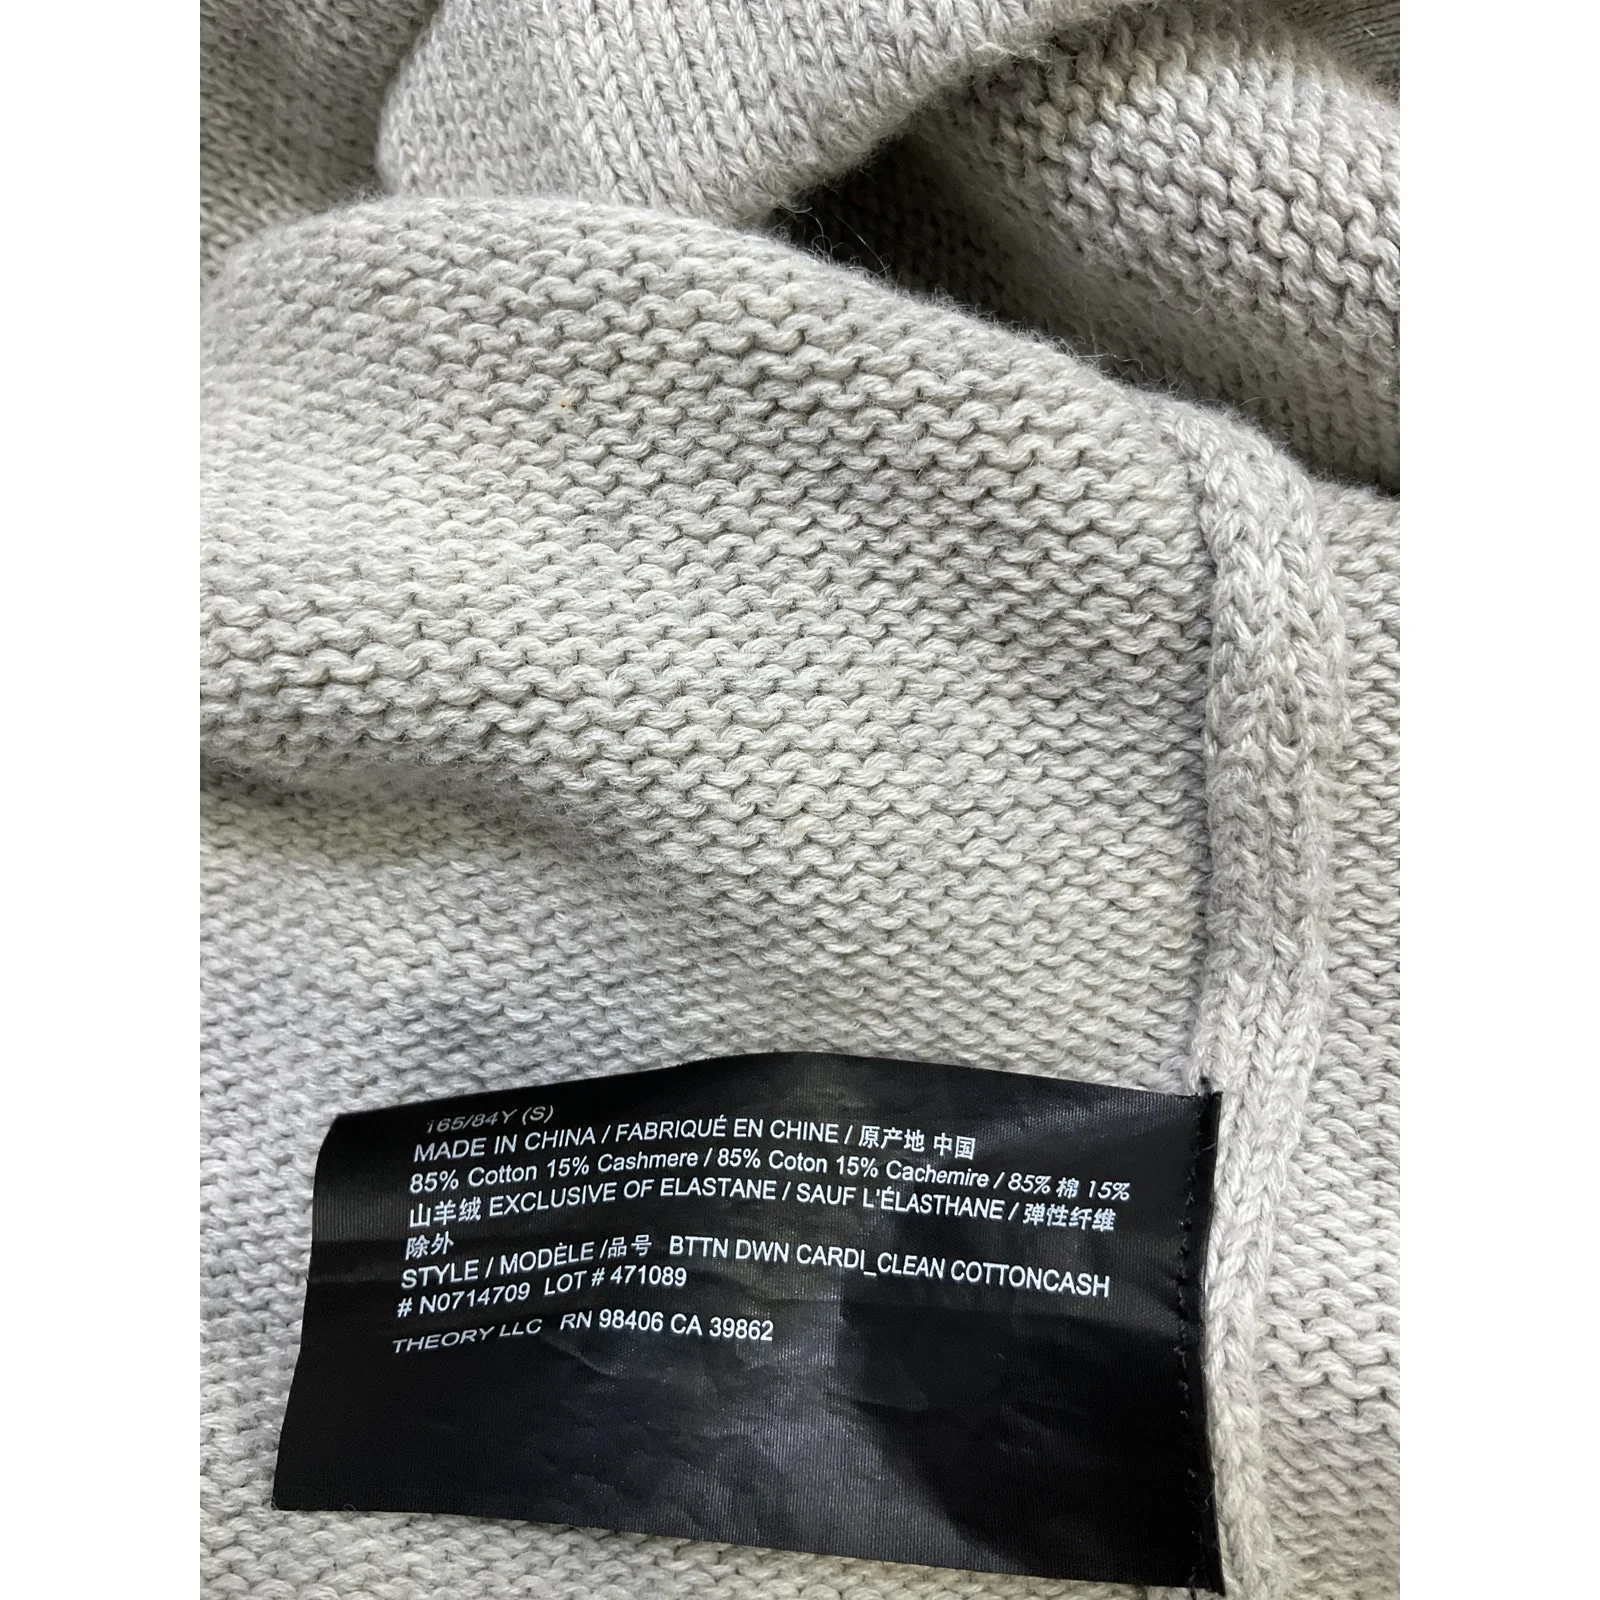 165/84Y (S)
MADE IN CHINA / FABRIQUÉ EN CHINE / 原产地 中国
85% Cotton 15% Cashmere / 85% Coton 15% Cachemire / 85% 棉 15%
山羊绒 EXCLUSIVE OF ELASTANE / SAUF L'ÉLASTHANE / 弹性纤维
除外
STYLE / MODÈLE /品号 BTTN DWN CARDI_CLEAN COTTONCASH
# N0714709 LOT # 471089
THEORY LLC RN 98406 CA 39862